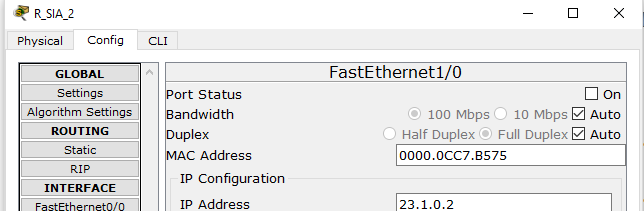 R_SIA_2
Physical Config CLI
GLOBAL
Settings
Algorithm Settings
ROUTING
Static
RIP
INTERFACE
FastEthernet0/0
FastEthernet1/0
Port Status On
Bandwidth 100 Mbps 10 Mbps Auto
Duplex Half Duplex Full Duplex Auto
MAC Address 0000.0CC7.B575
IP Configuration
IP Address 23.1.0.2